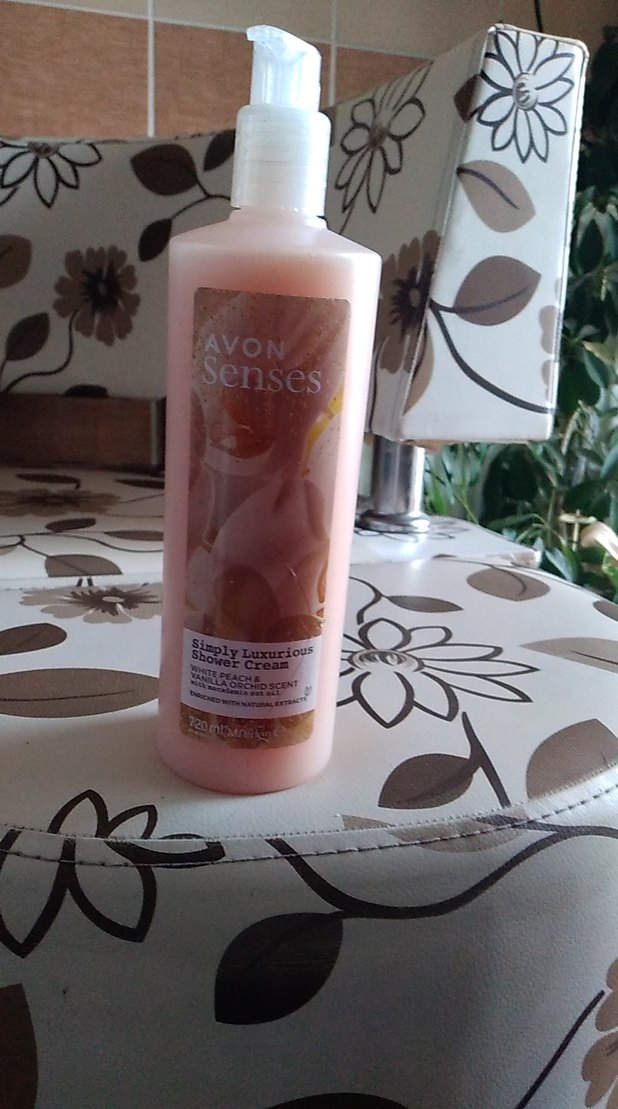 AVON
Senses
Simply Luxurious
Shower Cream
WHITE PEACH &
VANILLA ORCHID SCENT
with macadamia nut oil
ENRICHED WITH NATURAL EXTRACTS
720 ml